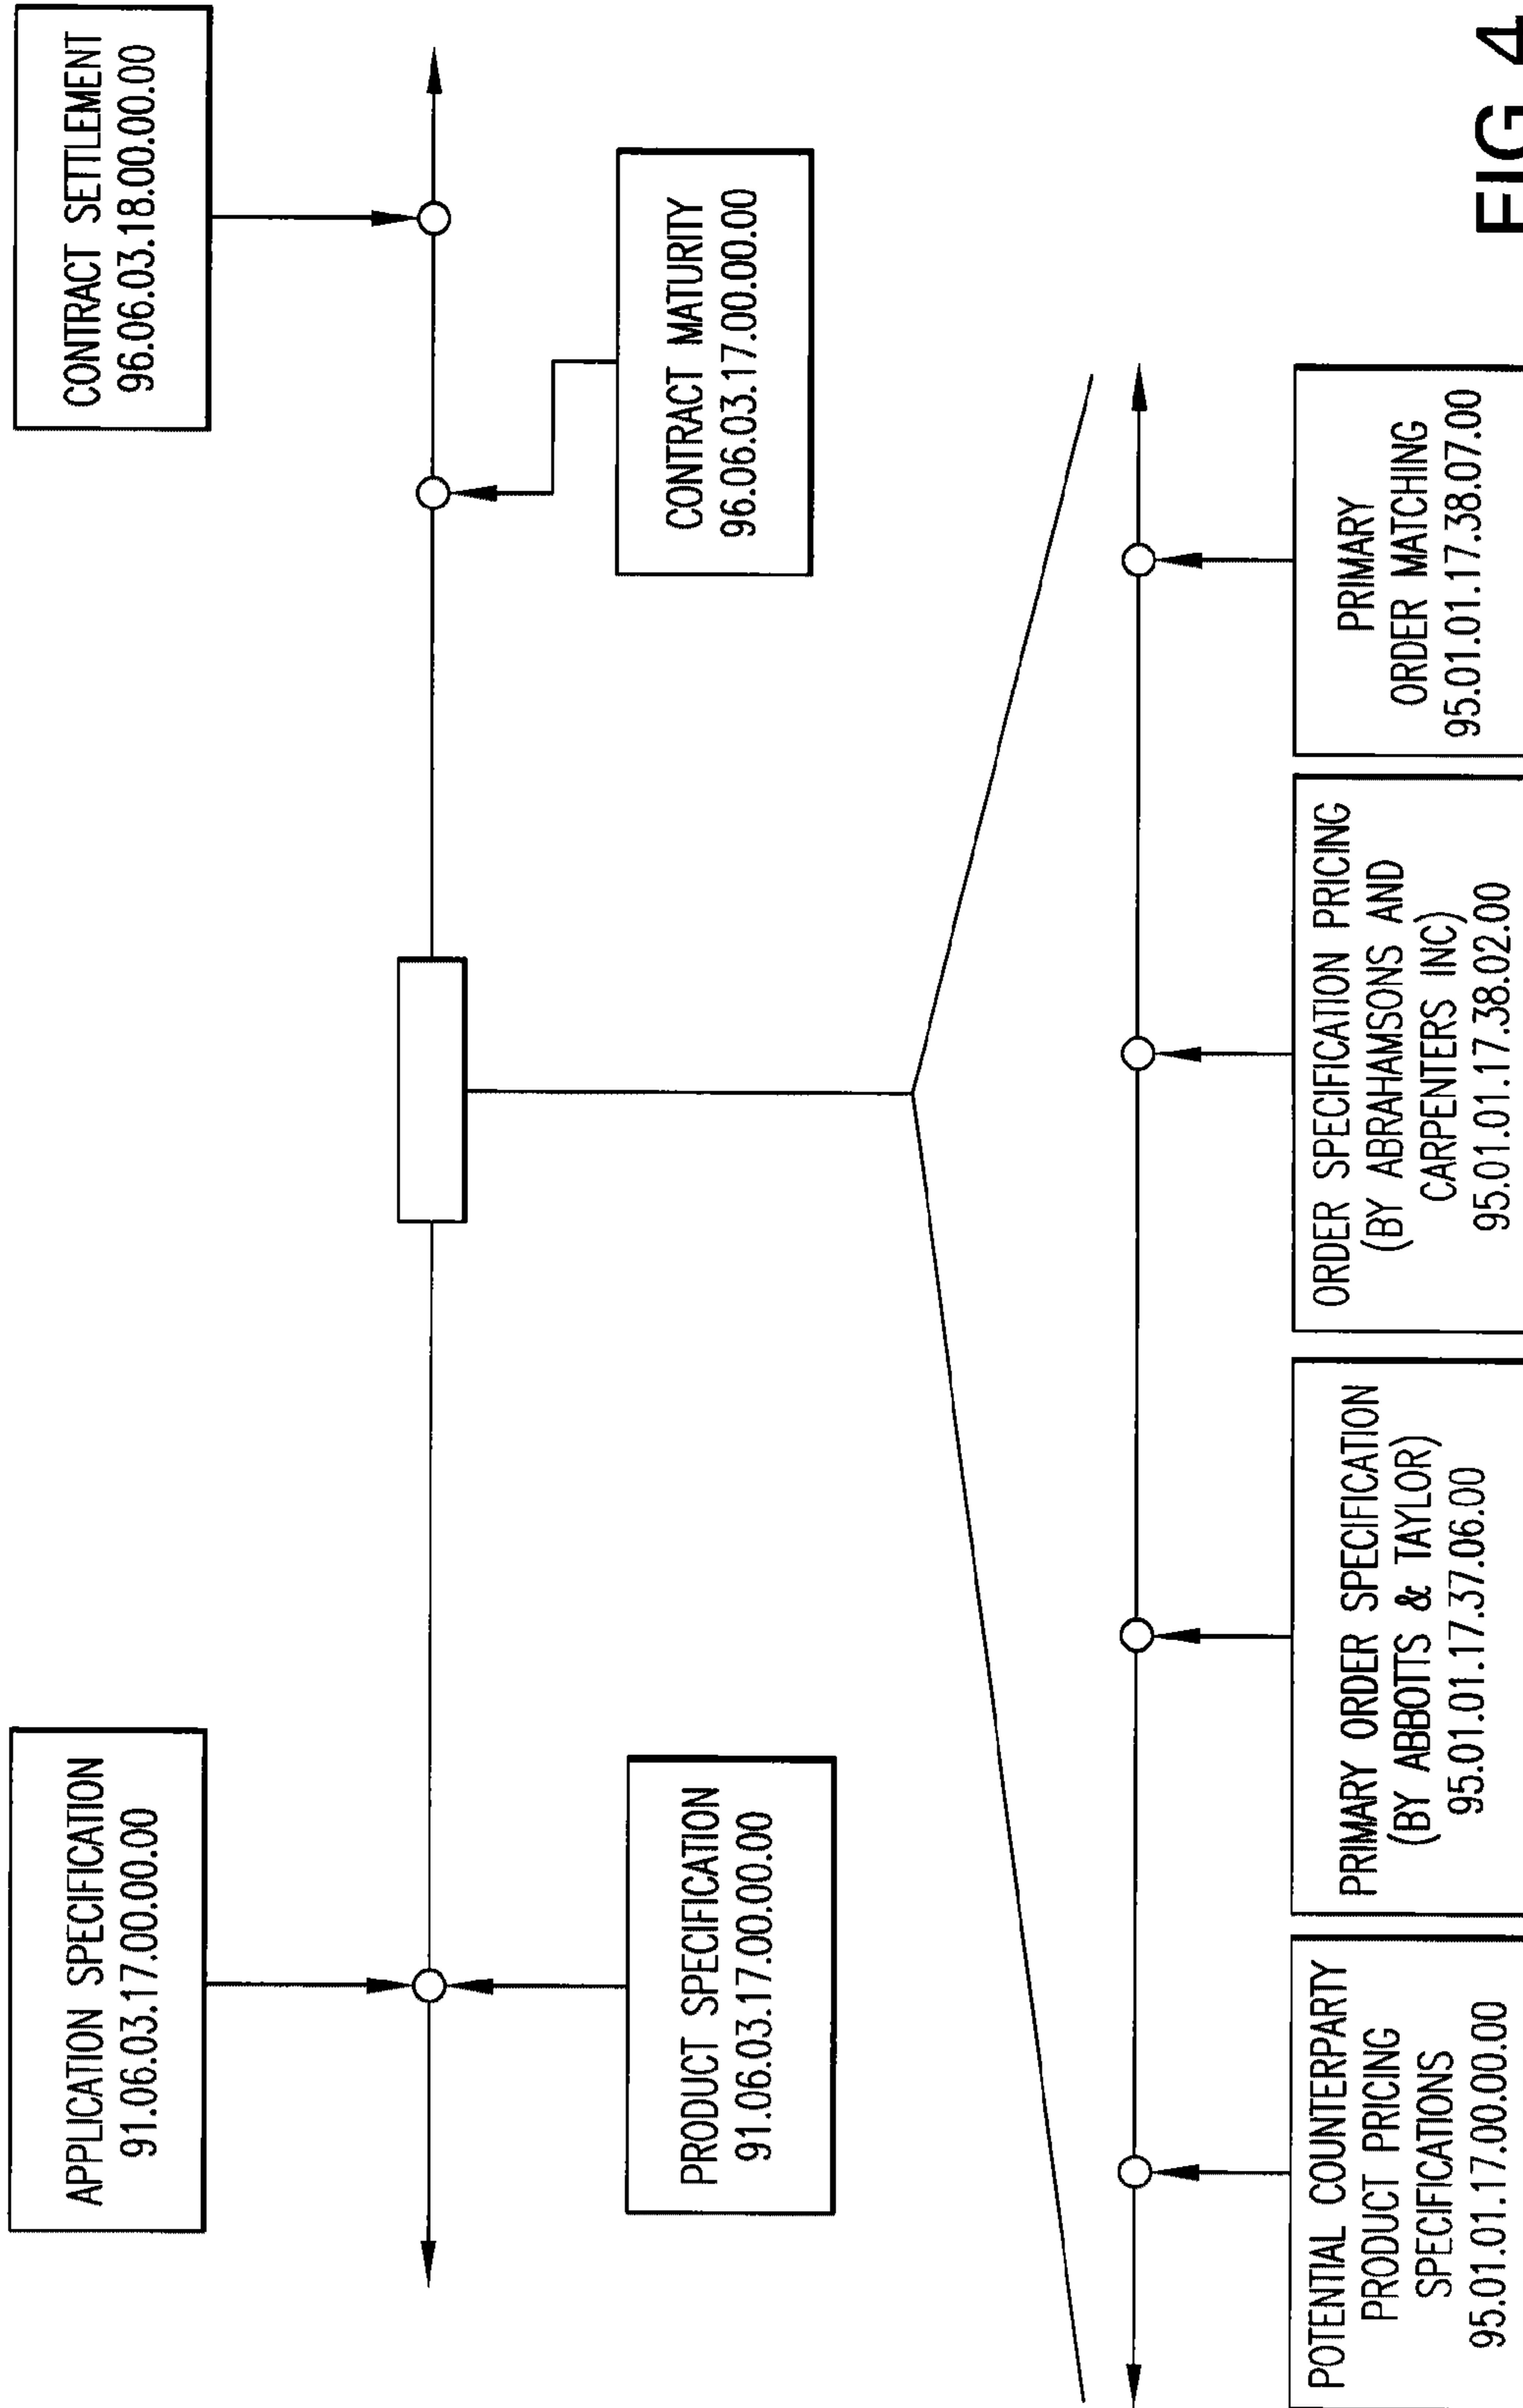 APPLICATION SPECIFICATION
91.06.03.17.00.00.00
CONTRACT SETTLEMENT
96.06.03.18.00.00.00
PRODUCT SPECIFICATION
91.06.03.17.00.00.00
CONTRACT MATURITY
96.06.03.17.00.00.00
POTENTIAL COUNTERPARTY
PRODUCT PRICING
SPECIFICATIONS
95.01.01.17.00.00.00
PRIMARY ORDER SPECIFICATION
(BY ABBOTTS & TAYLOR)
95.01.01.17.37.06.00
ORDER SPECIFICATION PRICING
(BY ABRAHAMSONS AND
CARPENTERS INC)
95.01.01.17.38.02.00
PRIMARY
ORDER MATCHING
95.01.01.17.38.07.00
FIG 4